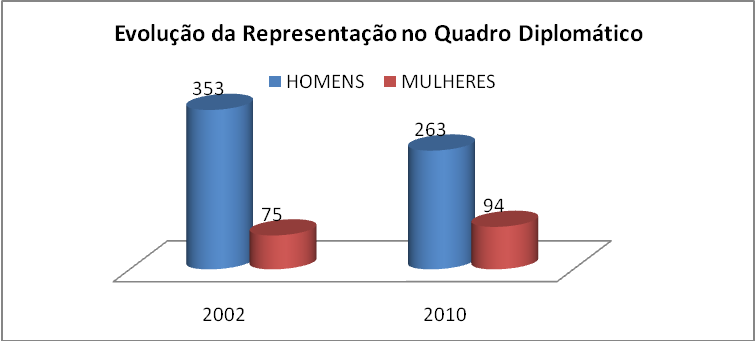 Evolução da Representação no Quadro Diplomático
HOMENS MULHERES
353
263
75
94
2002 2010